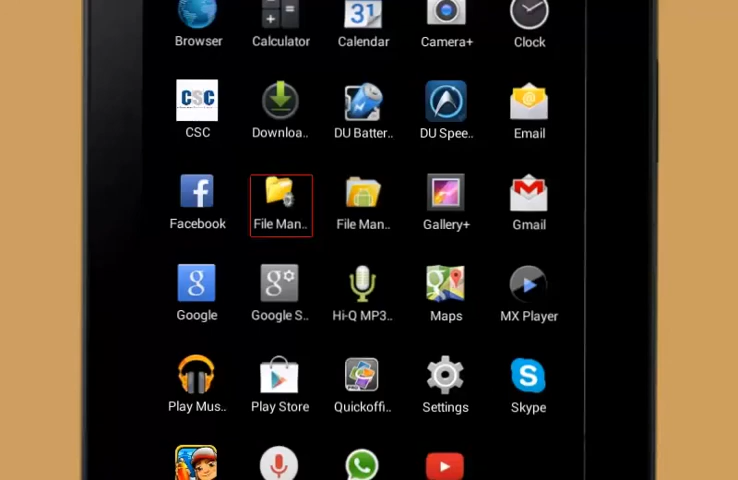 31
Browser Calculator Calendar Camera+ Clock
CSC
CSC Downloa.. DU Batter.. DU Spee.. Email
Facebook File Man.. File Man.. Gallery+ Gmail
Google Google S.. Hi-Q MP3.. Maps MX Player
Play Mus.. Play Store Quickoffi.. Settings Skype